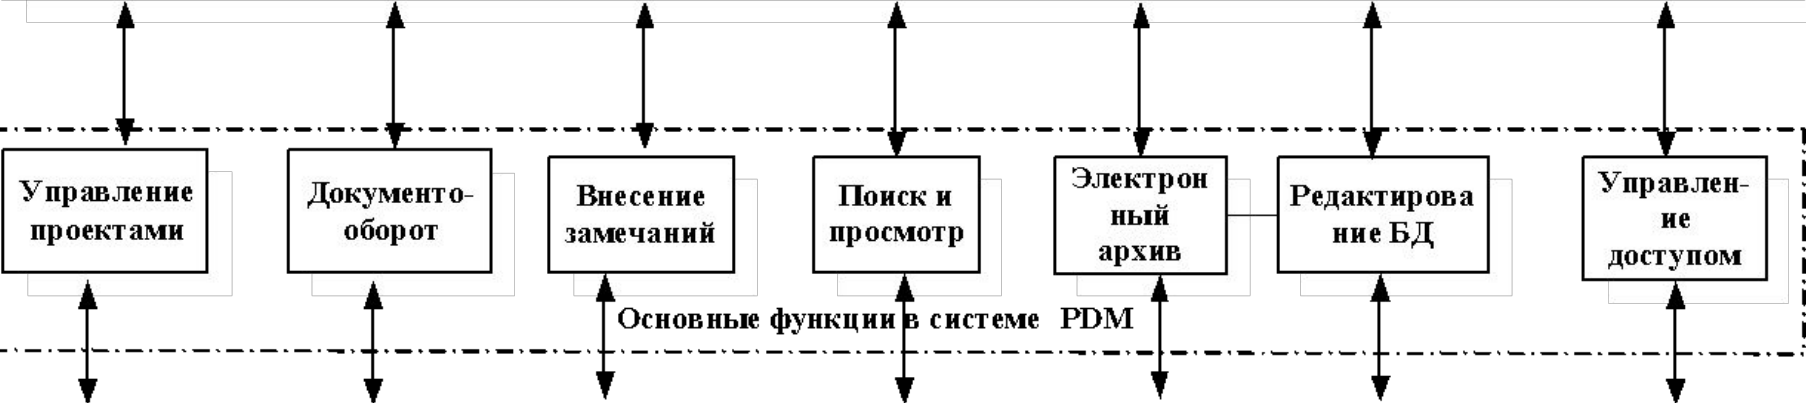 Управление
проектами
Документо-
оборот
Внесение
замечаний
Поиск и
просмотр
Электрон
ный
архив
Редактирова
ние БД
Управлен-
ие
доступом
Основные функции в системе PDM